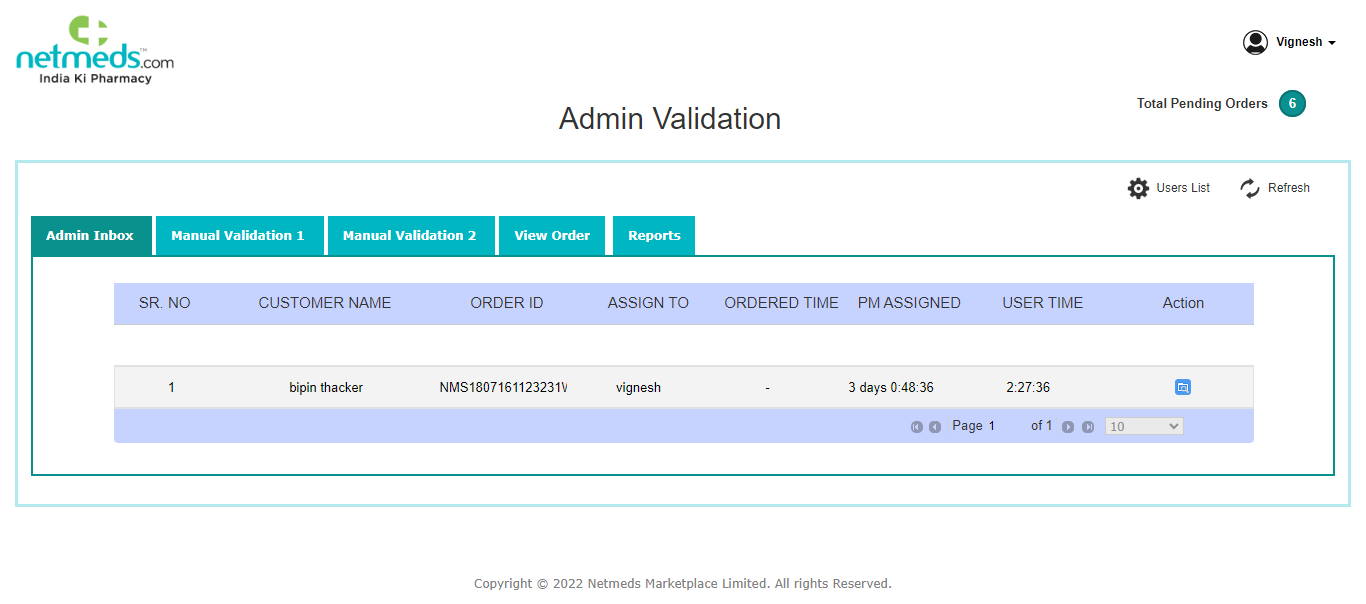 netmeds™.com
India Ki Pharmacy
Vignesh
Total Pending Orders 6
Admin Validation
Users List Refresh
Admin Inbox Manual Validation 1 Manual Validation 2 View Order Reports
SR. NO CUSTOMER NAME ORDER ID ASSIGN TO ORDERED TIME PM ASSIGNED USER TIME Action
1 bipin thacker NMS1807161123231 vignesh - 3 days 0:48:36 2:27:36
Page 1 of 1 10
Copyright © 2022 Netmeds Marketplace Limited. All rights Reserved.